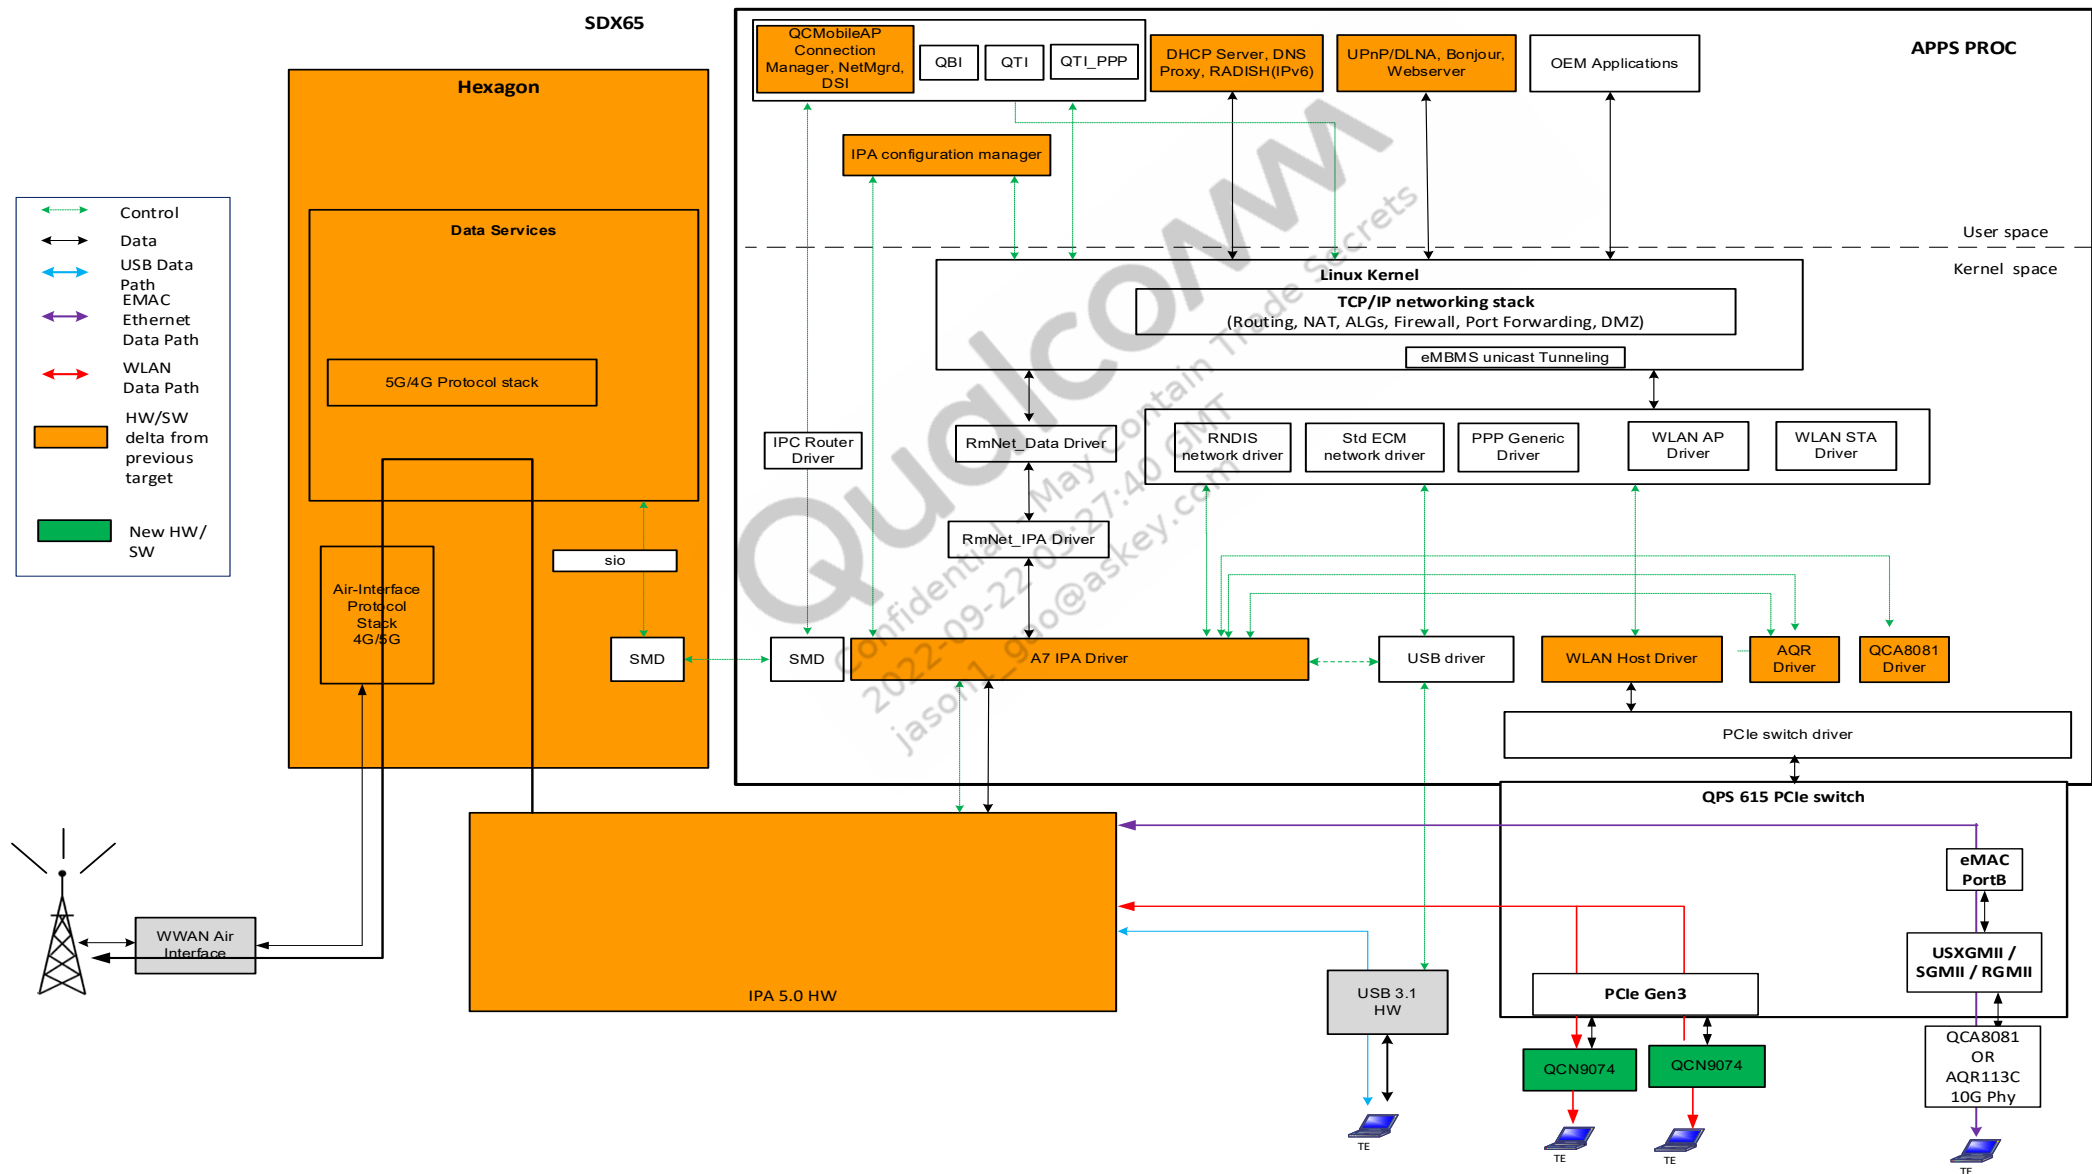 SDX65
APPS PROC
Hexagon
QCMobileAP
Connection
Manager, NetMgrd,
DSI
QBI
QTI
QTI_PPP
DHCP Server, DNS
Proxy, RADISH(IPv6)
UPnP/DLNA, Bonjour,
Webserver
OEM Applications
IPA configuration manager
Control
Data
USB Data
Path
EMAC
Ethernet
Data Path
WLAN
Data Path
HW/SW
delta from
previous
target
New HW/
SW
Data Services
5G/4G Protocol stack
Air-Interface
Protocol
Stack
4G/5G
sio
SMD
User space
Kernel space
Linux Kernel
TCP/IP networking stack
(Routing, NAT, ALGs, Firewall, Port Forwarding, DMZ)
eMBMS unicast Tunneling
IPC Router
Driver
RmNet_Data Driver
RNDIS
network driver
Std ECM
network driver
PPP Generic
Driver
WLAN AP
Driver
WLAN STA
Driver
RmNet_IPA Driver
SMD
A7 IPA Driver
USB driver
WLAN Host Driver
AQR
Driver
QCA8081
Driver
PCIe switch driver
QPS 615 PCIe switch
eMAC
PortB
USXGMII /
SGMII / RGMII
PCIe Gen3
WWAN Air
Interface
IPA 5.0 HW
USB 3.1
HW
QCN9074
QCN9074
QCA8081
OR
AQR113C
10G Phy
TE
TE
TE
TE
Qualcomm
Confidential - May Contain Trade Secrets
2022-09-22 03:27:40 GMT
jason1_gao@askey.com